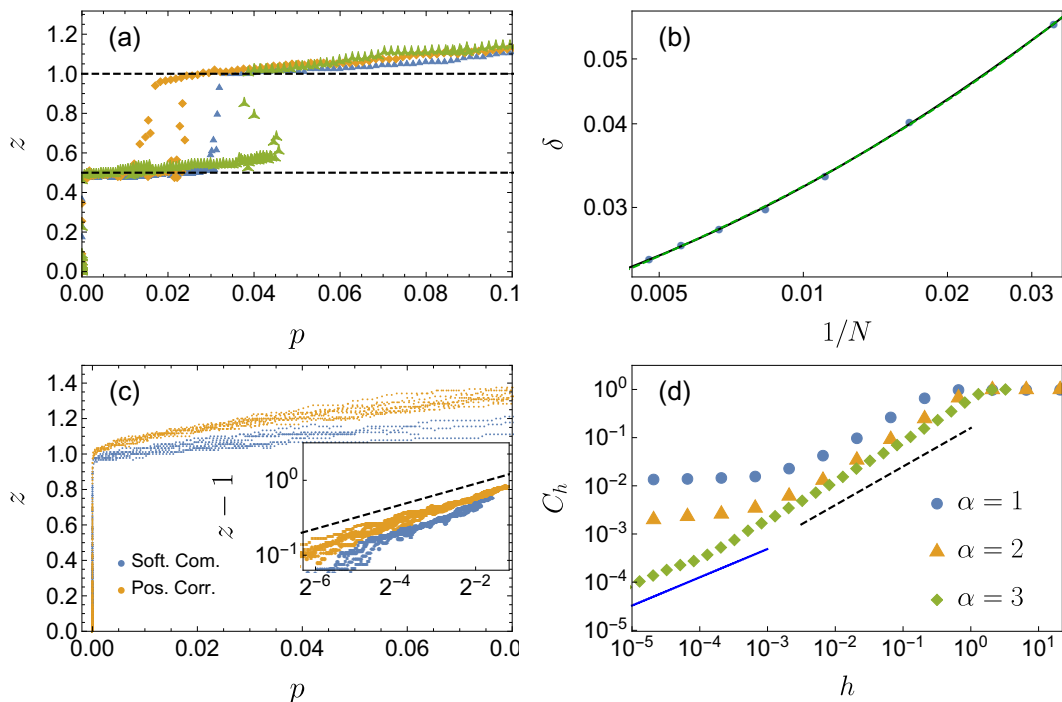 (a)
1.2
1.0
0.8
0.6
0.4
0.2
0.0
z
0.00 0.02 0.04 0.06 0.08 0.1
p
(b)
0.05
0.04
0.03
δ
0.005 0.01 0.02 0.03
1/N
(c)
1.4
1.2
1.0
0.8
0.6
0.4
0.2
0.0
z
0.00 0.02 0.04 0.06 0.0
p
Soft. Com.
Pos. Corr.
z − 1
10⁰
10⁻¹
2⁻⁶ 2⁻⁴ 2⁻²
(d)
10⁰
10⁻¹
10⁻²
10⁻³
10⁻⁴
10⁻⁵
C_h
α = 1
α = 2
α = 3
10⁻⁵ 10⁻⁴ 10⁻³ 10⁻² 10⁻¹ 10⁰ 10¹
h